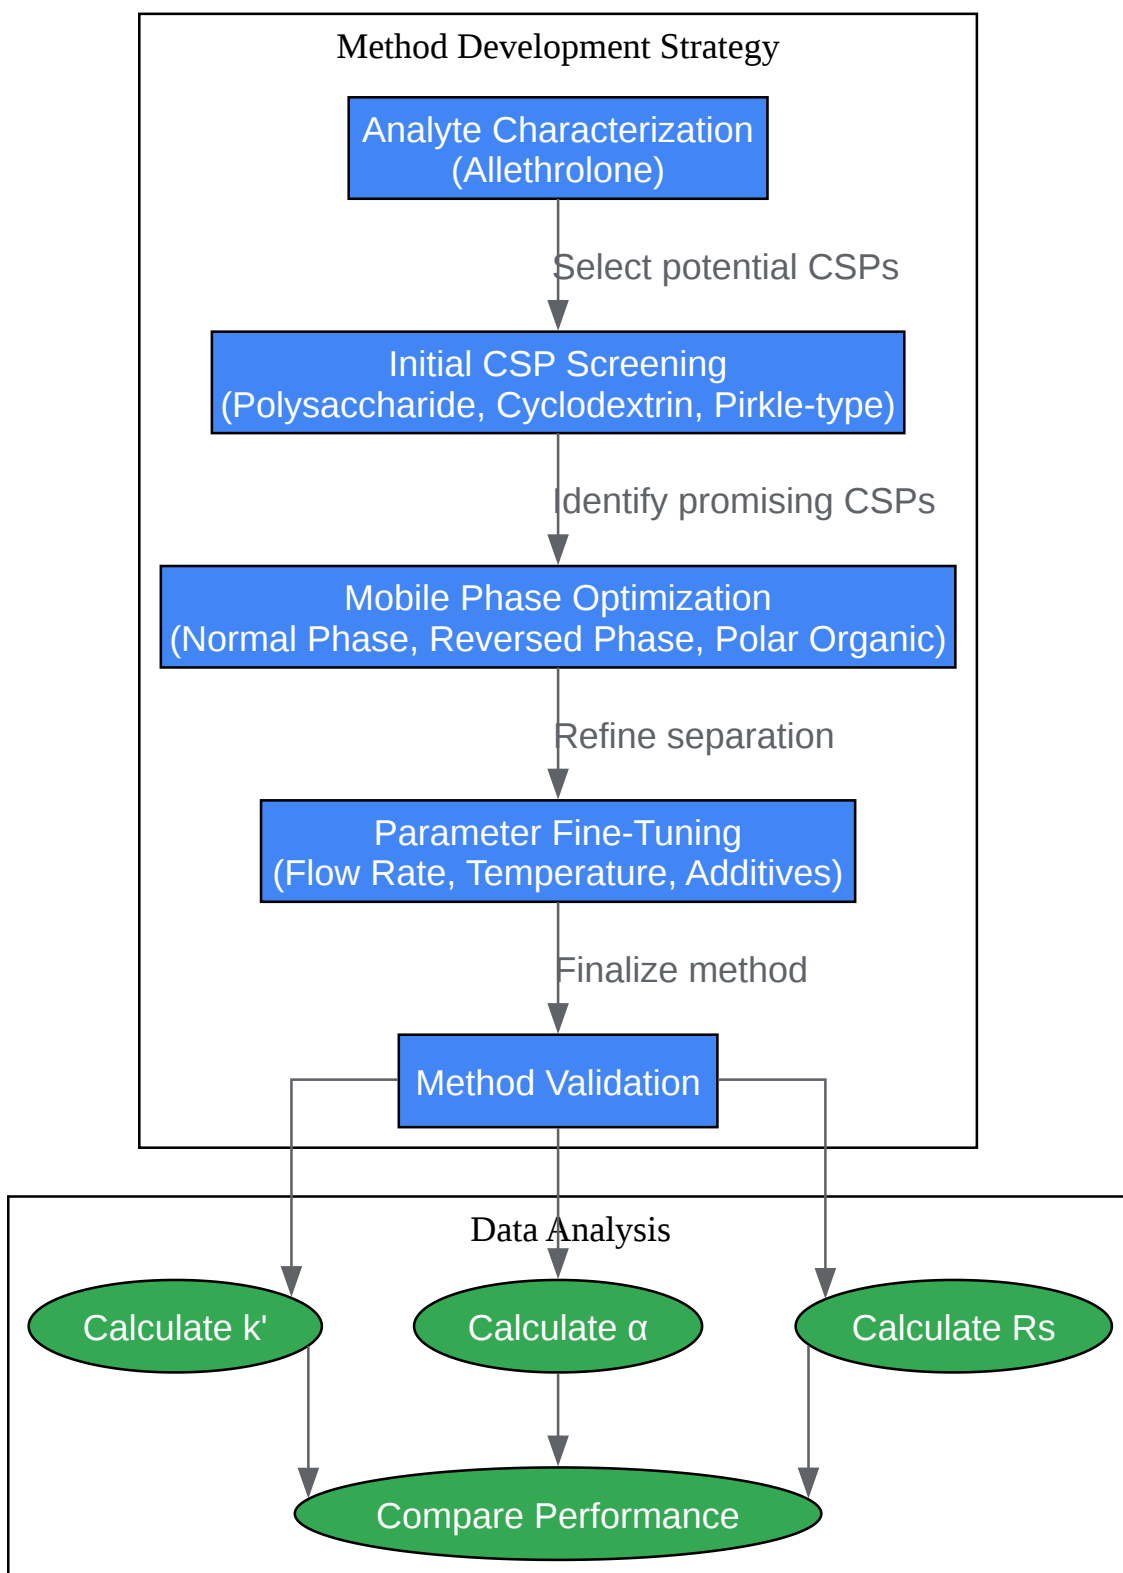 Method Development Strategy
Analyte Characterization
(Allethrolone)
Select potential CSPs
Initial CSP Screening
(Polysaccharide, Cyclodextrin, Pirkle-type)
Identify promising CSPs
Mobile Phase Optimization
(Normal Phase, Reversed Phase, Polar Organic)
Refine separation
Parameter Fine-Tuning
(Flow Rate, Temperature, Additives)
Finalize method
Method Validation
Data Analysis
Calculate k'
Calculate α
Calculate Rs
Compare Performance